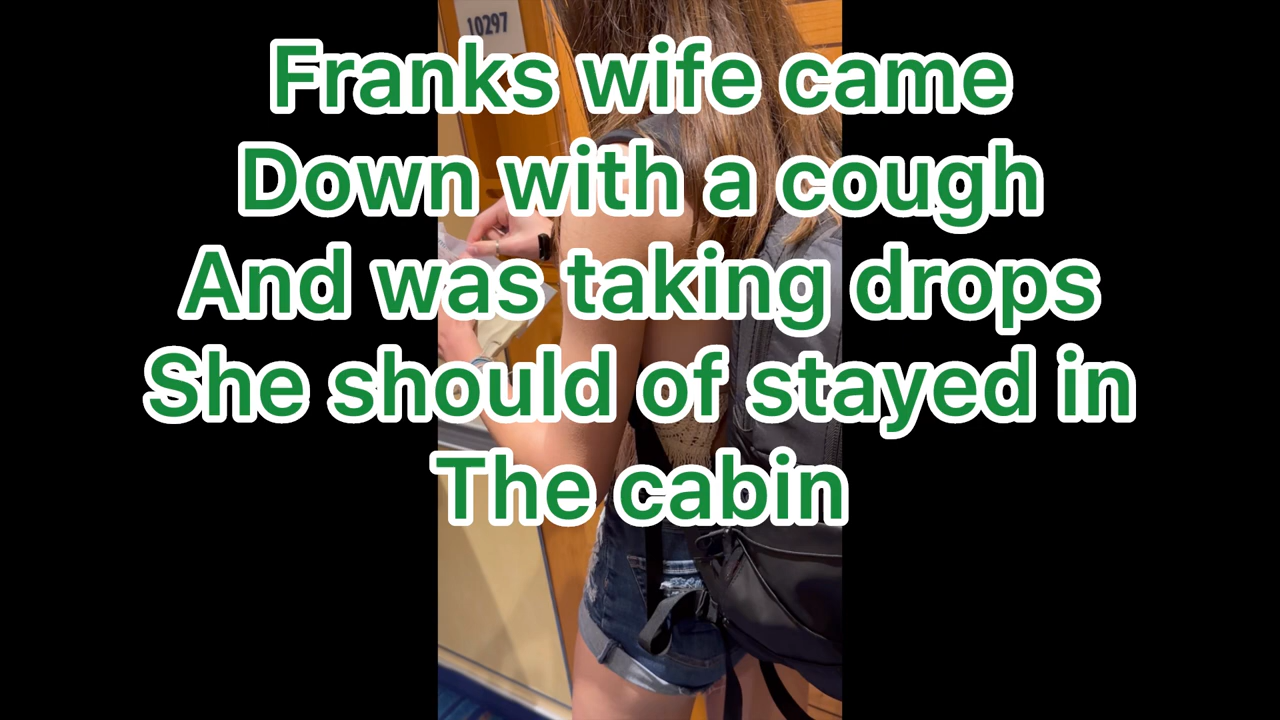 10297
Franks wife came
Down with a cough
And was taking drops
She should of stayed in
The cabin